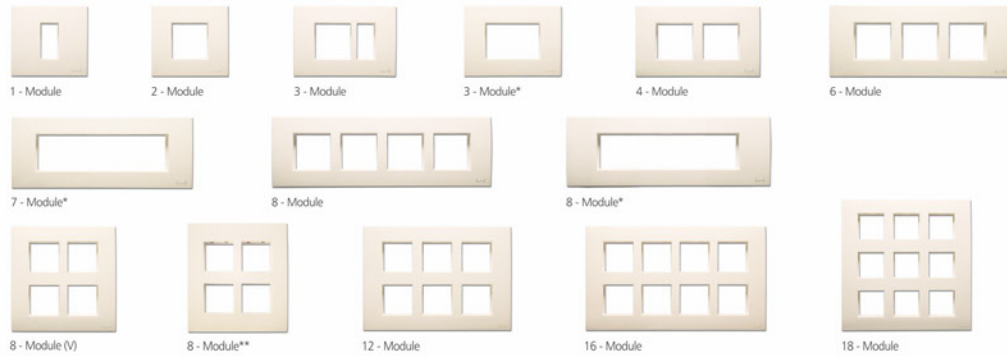 1 - Module
2 - Module
3 - Module
3 - Module*
4 - Module
6 - Module
7 - Module*
8 - Module
8 - Module*
8 - Module (V)
8 - Module**
12 - Module
16 - Module
18 - Module